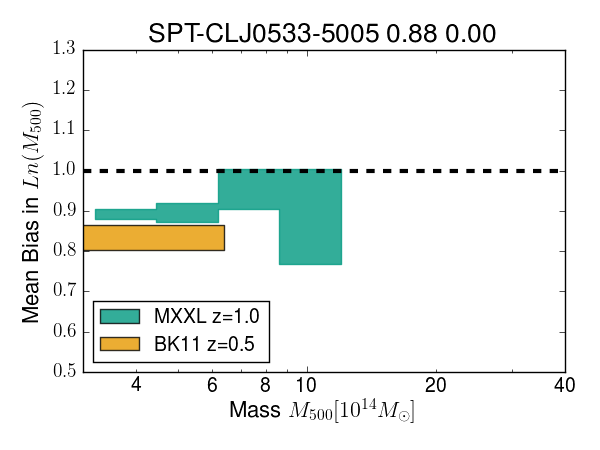 SPT-CLJ0533-5005 0.88 0.00
1.3
1.2
1.1
1.0
0.9
0.8
0.7
0.6
0.5
Mean Bias in Ln(M500)
MXXL z=1.0
BK11 z=0.5
4 6 8 10 20 40
Mass M500[10^14M⊙]